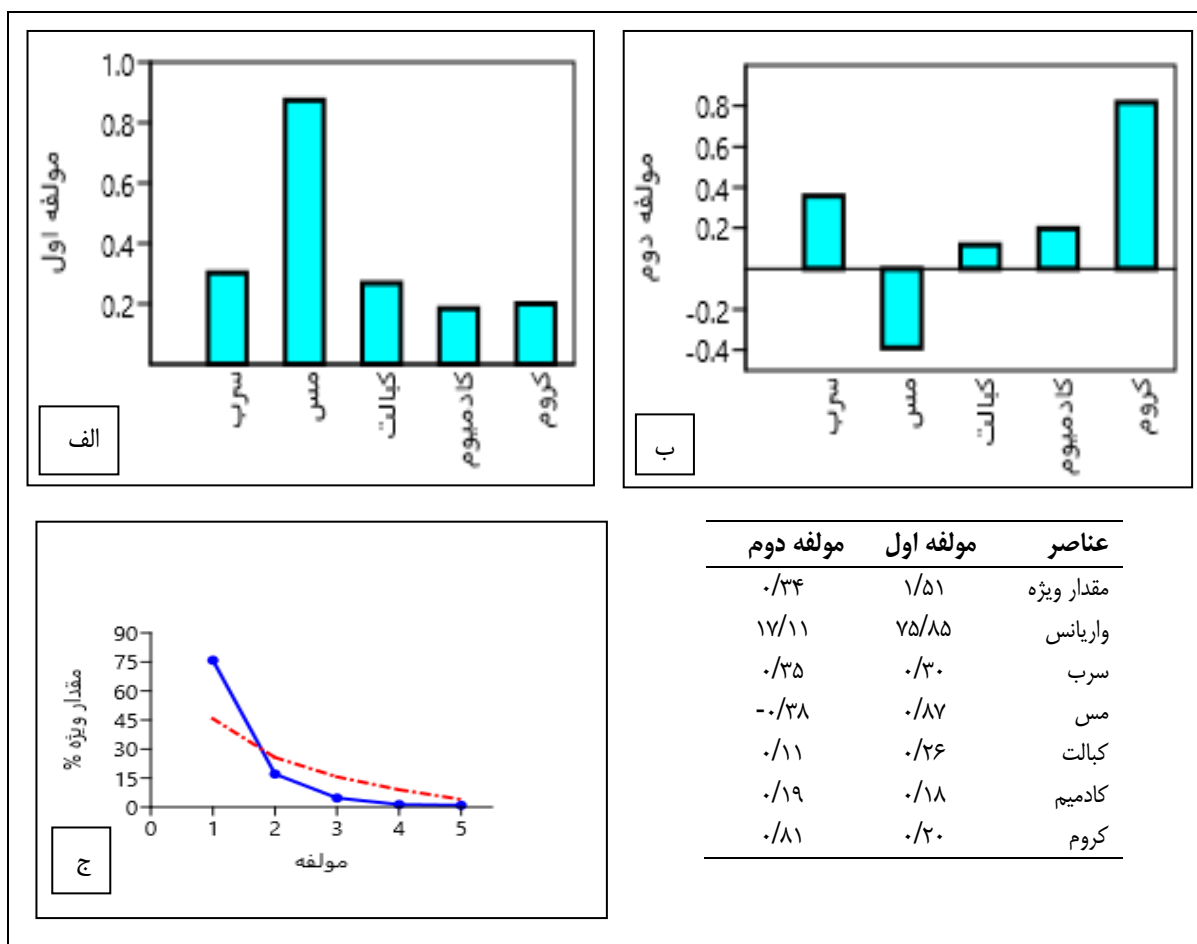 1.0
0.8
0.6
0.4
0.2
مولفه اول
سرب
مس
کبالت
کادمیوم
کروم
الف
0.8
0.6
0.4
0.2
-0.2
-0.4
مولفه دوم
سرب
مس
کبالت
کادمیوم
کروم
ب
90
75
60
45
30
15
0
مقدار ویژه %
0 1 2 3 4 5
مولفه
ج
عناصر مولفه اول مولفه دوم
مقدار ویژه ۱/۵۱ ۰/۳۴
واریانس ۷۵/۸۵ ۱۷/۱۱
سرب ۰/۳۰ ۰/۳۵
مس ۰/۸۷ -۰/۳۸
کبالت ۰/۲۶ ۰/۱۱
کادمیم ۰/۱۸ ۰/۱۹
کروم ۰/۲۰ ۰/۸۱